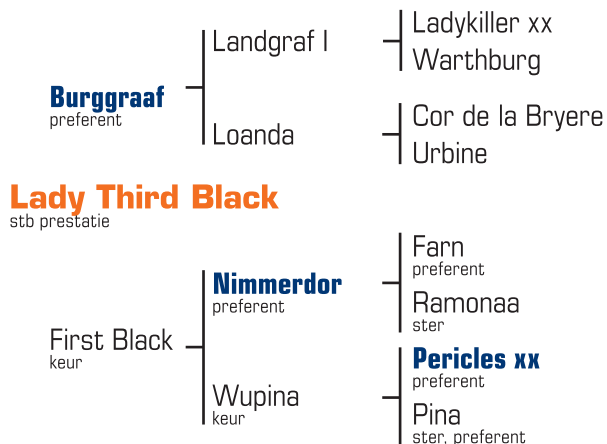 Ladykiller xx
Landgraf I
Warthburg
Burggraaf
preferent
Cor de la Bryere
Loanda
Urbine
Lady Third Black
stb prestatie
Farn
preferent
Nimmerdor
preferent
Ramonaa
ster
First Black
keur
Pericles xx
preferent
Wupina
keur
Pina
ster, preferent